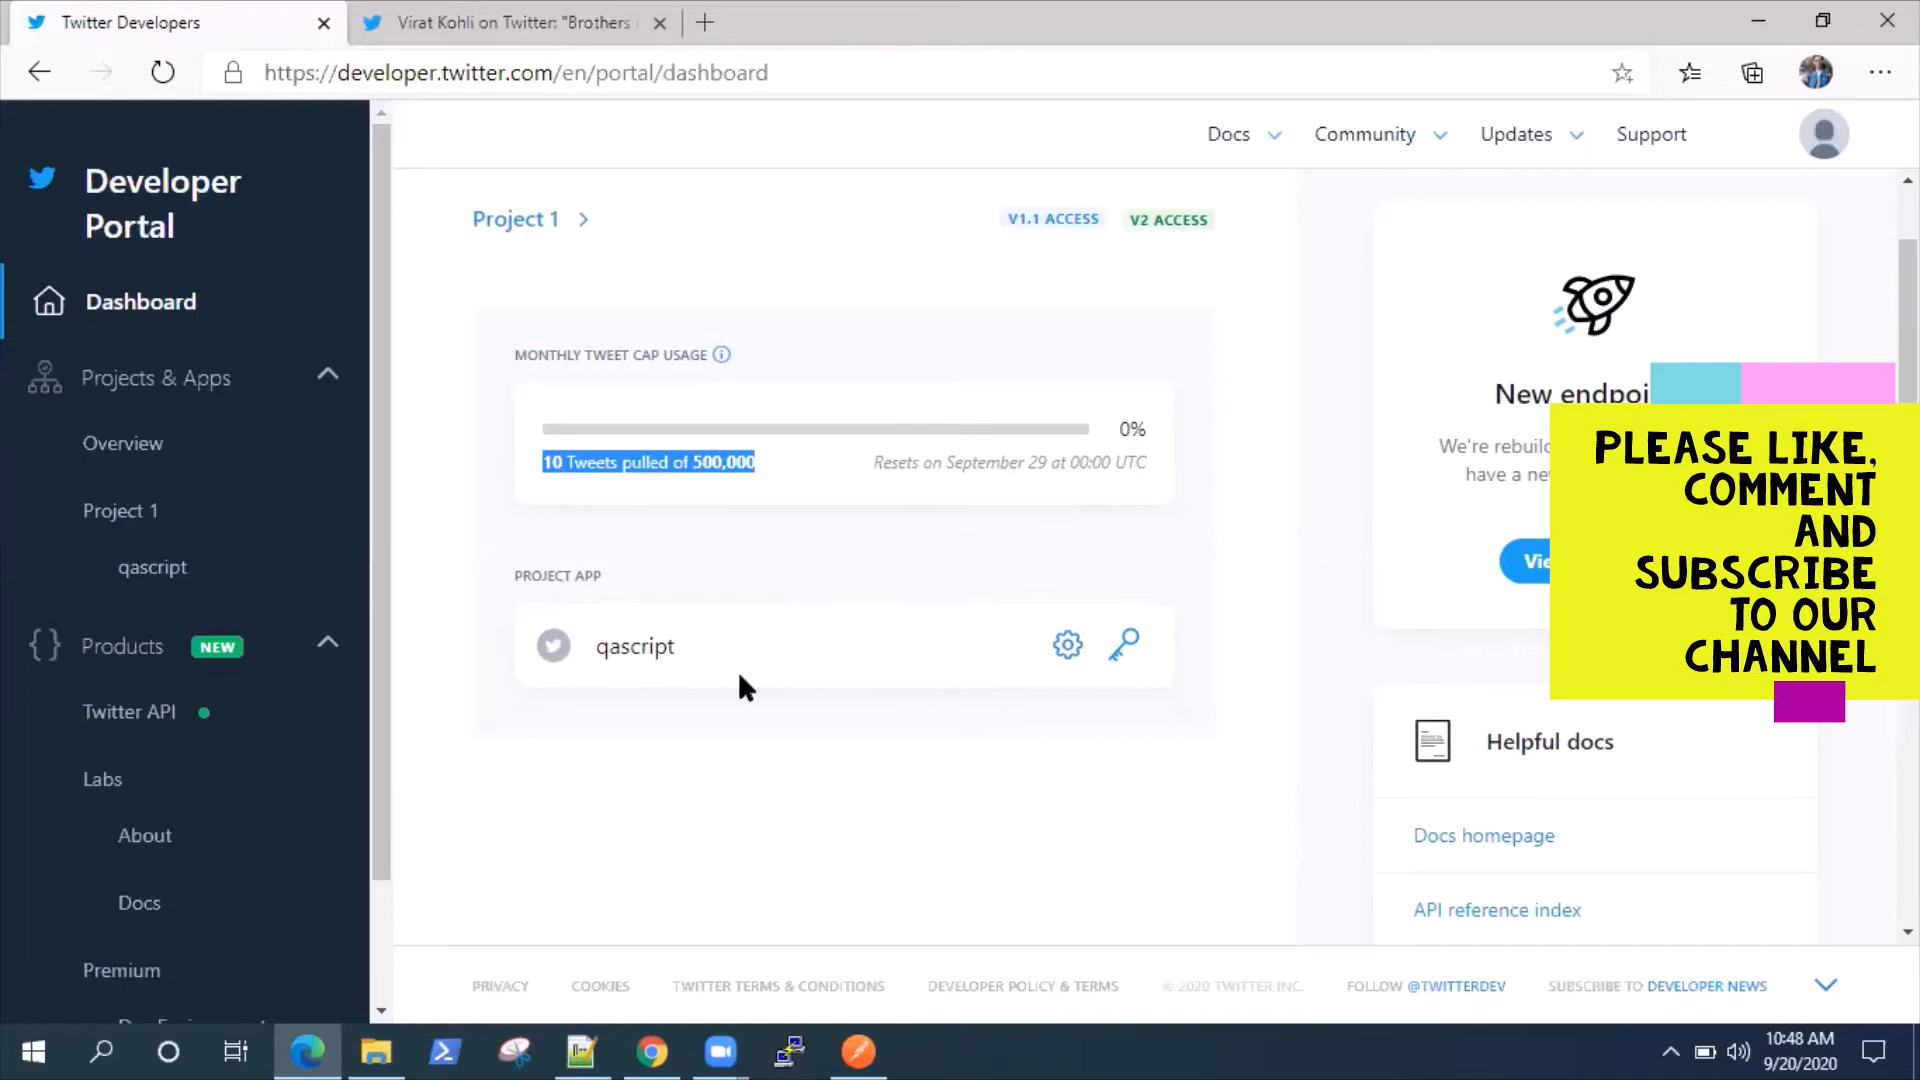 Twitter Developers
Virat Kohli on Twitter: "Brothers
https://developer.twitter.com/en/portal/dashboard
Developer
Portal
Dashboard
Projects & Apps
Overview
Project 1
qascript
Products NEW
Twitter API
Labs
About
Docs
Premium
Docs
Community
Updates
Support
Project 1
V1.1 ACCESS
V2 ACCESS
MONTHLY TWEET CAP USAGE
0%
10 Tweets pulled of 500,000
Resets on September 29 at 00:00 UTC
PROJECT APP
qascript
New endpoi
We're rebuil
have a ne
Vie
PLEASE LIKE,
COMMENT
AND
SUBSCRIBE
TO OUR
CHANNEL
Helpful docs
Docs homepage
API reference index
PRIVACY
COOKIES
TWITTER TERMS & CONDITIONS
DEVELOPER POLICY & TERMS
© 2020 TWITTER INC.
FOLLOW @TWITTERDEV
SUBSCRIBE TO DEVELOPER NEWS
10:48 AM
9/20/2020